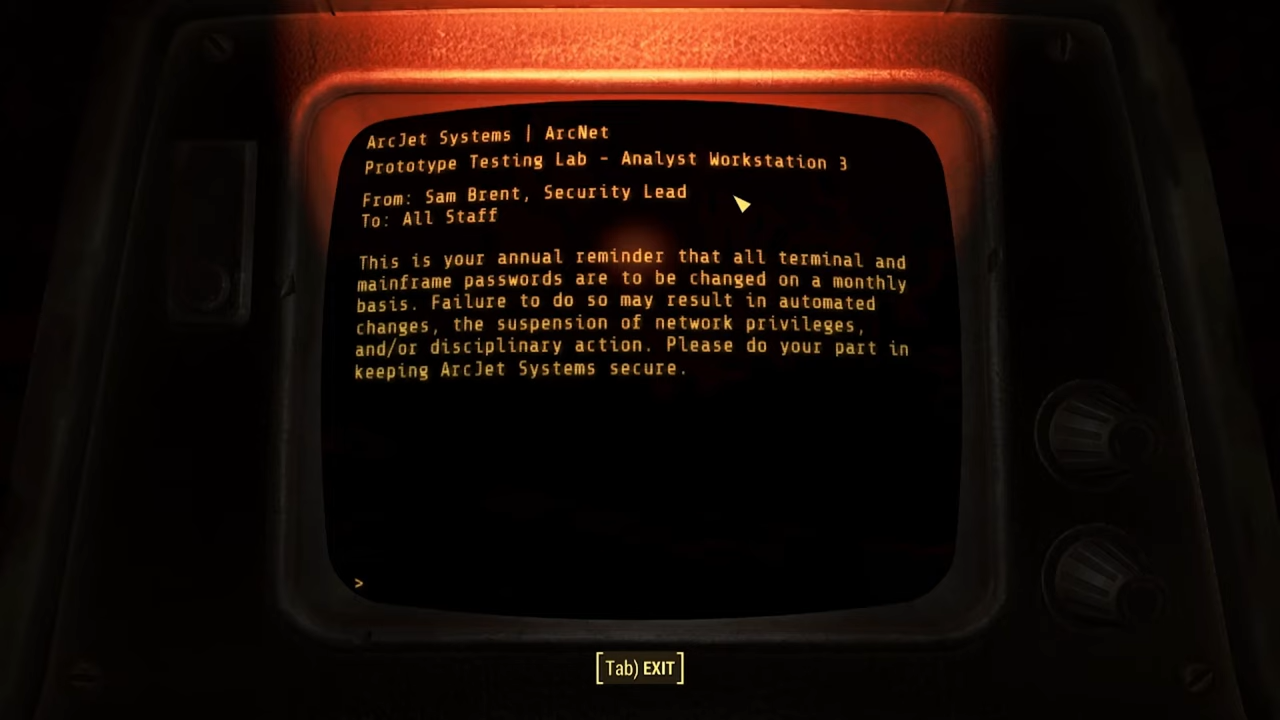 ArcJet Systems | ArcNet
Prototype Testing Lab - Analyst Workstation 3
From: Sam Brent, Security Lead
To: All Staff
This is your annual reminder that all terminal and
mainframe passwords are to be changed on a monthly
basis. Failure to do so may result in automated
changes, the suspension of network privileges,
and/or disciplinary action. Please do your part in
keeping ArcJet Systems secure.
>
[Tab) EXIT]